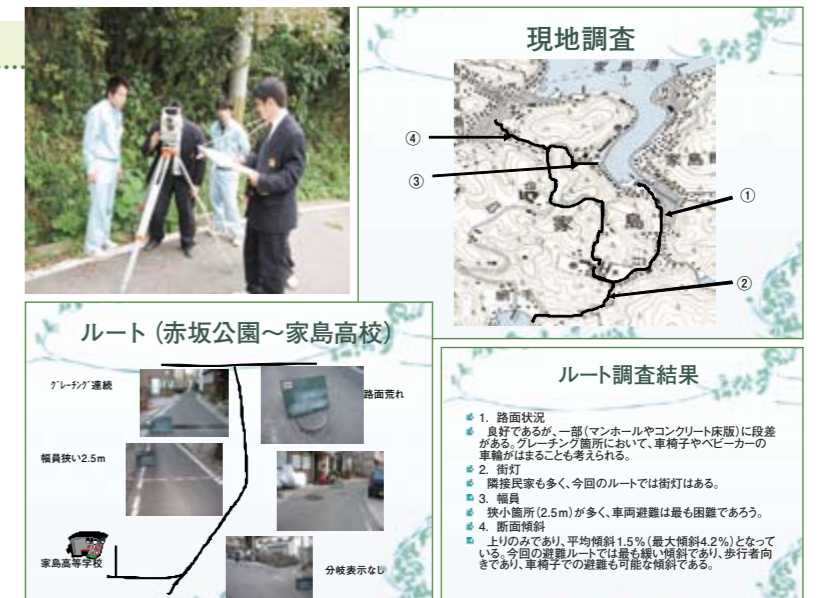 現地調査
家島港
④
③
①
②
家島
ルート（赤坂公園～家島高校）
グレーチング連続
路面荒れ
幅員狭い2.5m
家島高等学校
分岐表示なし
ルート調査結果
1. 路面状況
良好であるが、一部（マンホールやコンクリート床版）に段差
がある。グレーチング箇所において、車椅子やベビーカーの
車輪がはまることも考えられる。
2. 街灯
隣接民家も多く、今回のルートでは街灯はある。
3. 幅員
狭小箇所（2.5m）が多く、車両避難は最も困難であろう。
4. 断面傾斜
上りのみであり、平均傾斜1.5%（最大傾斜4.2%）となって
いる。今回の避難ルートでは最も緩い傾斜であり、歩行者向
きであり、車椅子での避難も可能な傾斜である。